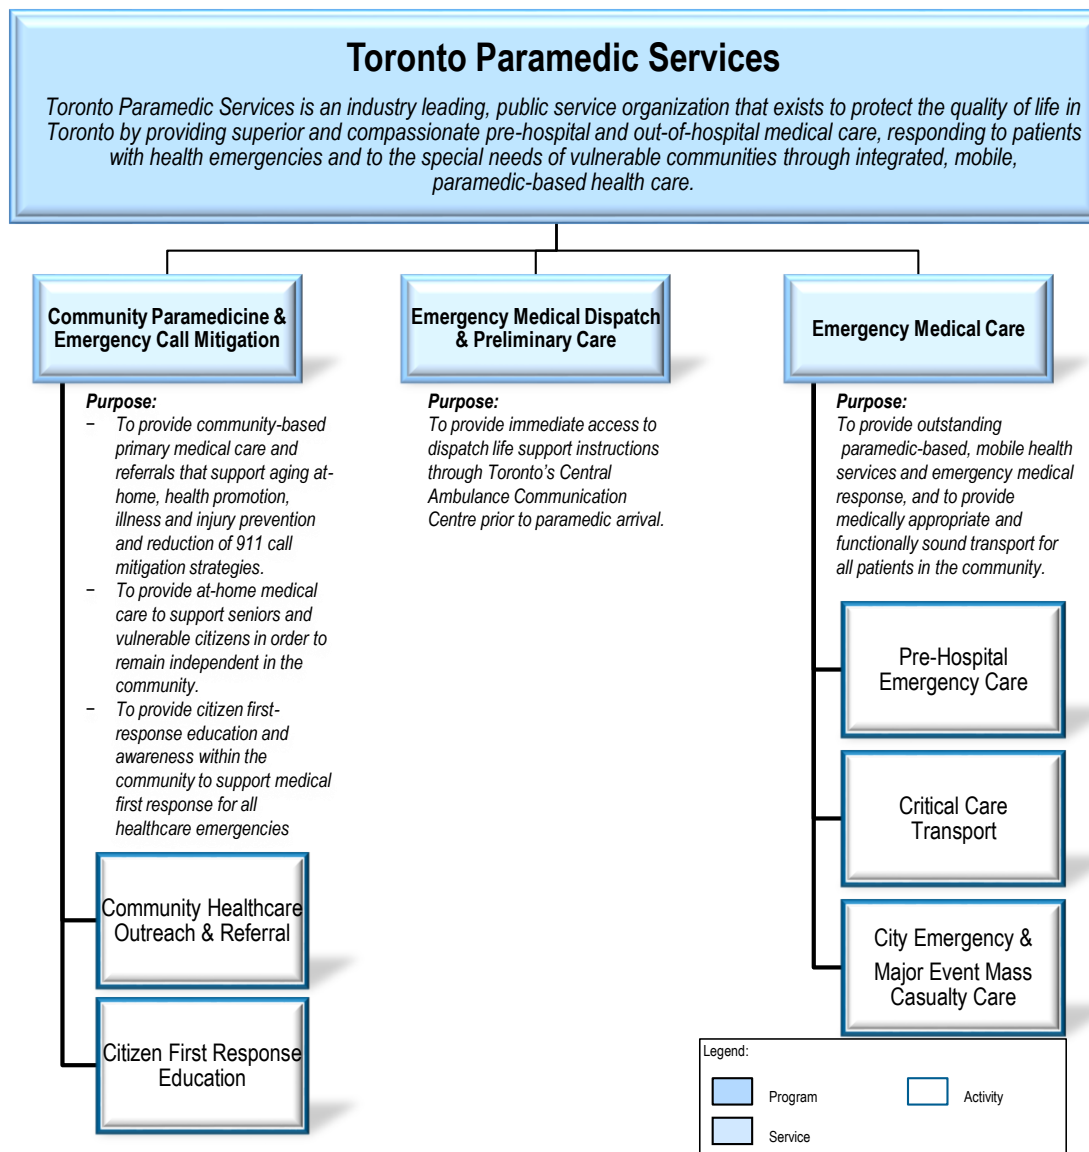 Toronto Paramedic Services
Toronto Paramedic Services is an industry leading, public service organization that exists to protect the quality of life in
Toronto by providing superior and compassionate pre-hospital and out-of-hospital medical care, responding to patients
with health emergencies and to the special needs of vulnerable communities through integrated, mobile,
paramedic-based health care.
Community Paramedicine &
Emergency Call Mitigation
Purpose:
− To provide community-based
primary medical care and
referrals that support aging at-
home, health promotion,
illness and injury prevention
and reduction of 911 call
mitigation strategies.
− To provide at-home medical
care to support seniors and
vulnerable citizens in order to
remain independent in the
community.
− To provide citizen first-
response education and
awareness within the
community to support medical
first response for all
healthcare emergencies
Community Healthcare
Outreach & Referral
Citizen First Response
Education
Emergency Medical Dispatch
& Preliminary Care
Purpose:
To provide immediate access to
dispatch life support instructions
through Toronto’s Central
Ambulance Communication
Centre prior to paramedic arrival.
Emergency Medical Care
Purpose:
To provide outstanding
paramedic-based, mobile health
services and emergency medical
response, and to provide
medically appropriate and
functionally sound transport for
all patients in the community.
Pre-Hospital
Emergency Care
Critical Care
Transport
City Emergency &
Major Event Mass
Casualty Care
Legend:
Program
Activity
Service